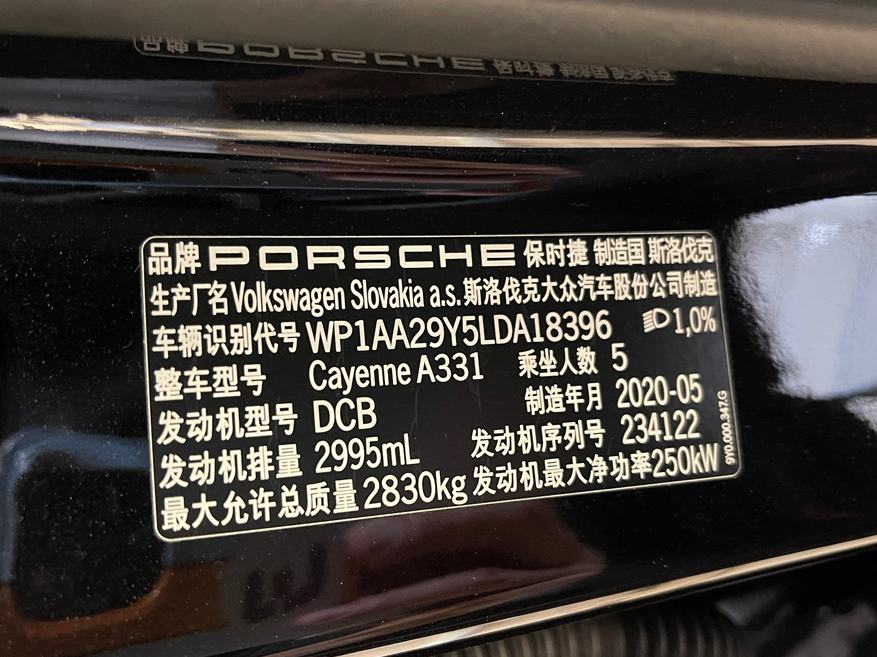 品牌 PORSCHE 保时捷 制造国 斯洛伐克
生产厂名 Volkswagen Slovakia a.s. 斯洛伐克大众汽车股份公司制造
车辆识别代号 WP1AA29Y5LDA18396 1,0%
整车型号 Cayenne A331 乘坐人数 5
发动机型号 DCB 制造年月 2020-05
发动机排量 2995mL 发动机序列号 234122
最大允许总质量 2830kg 发动机最大净功率 250kW
9Y0.000.347.G